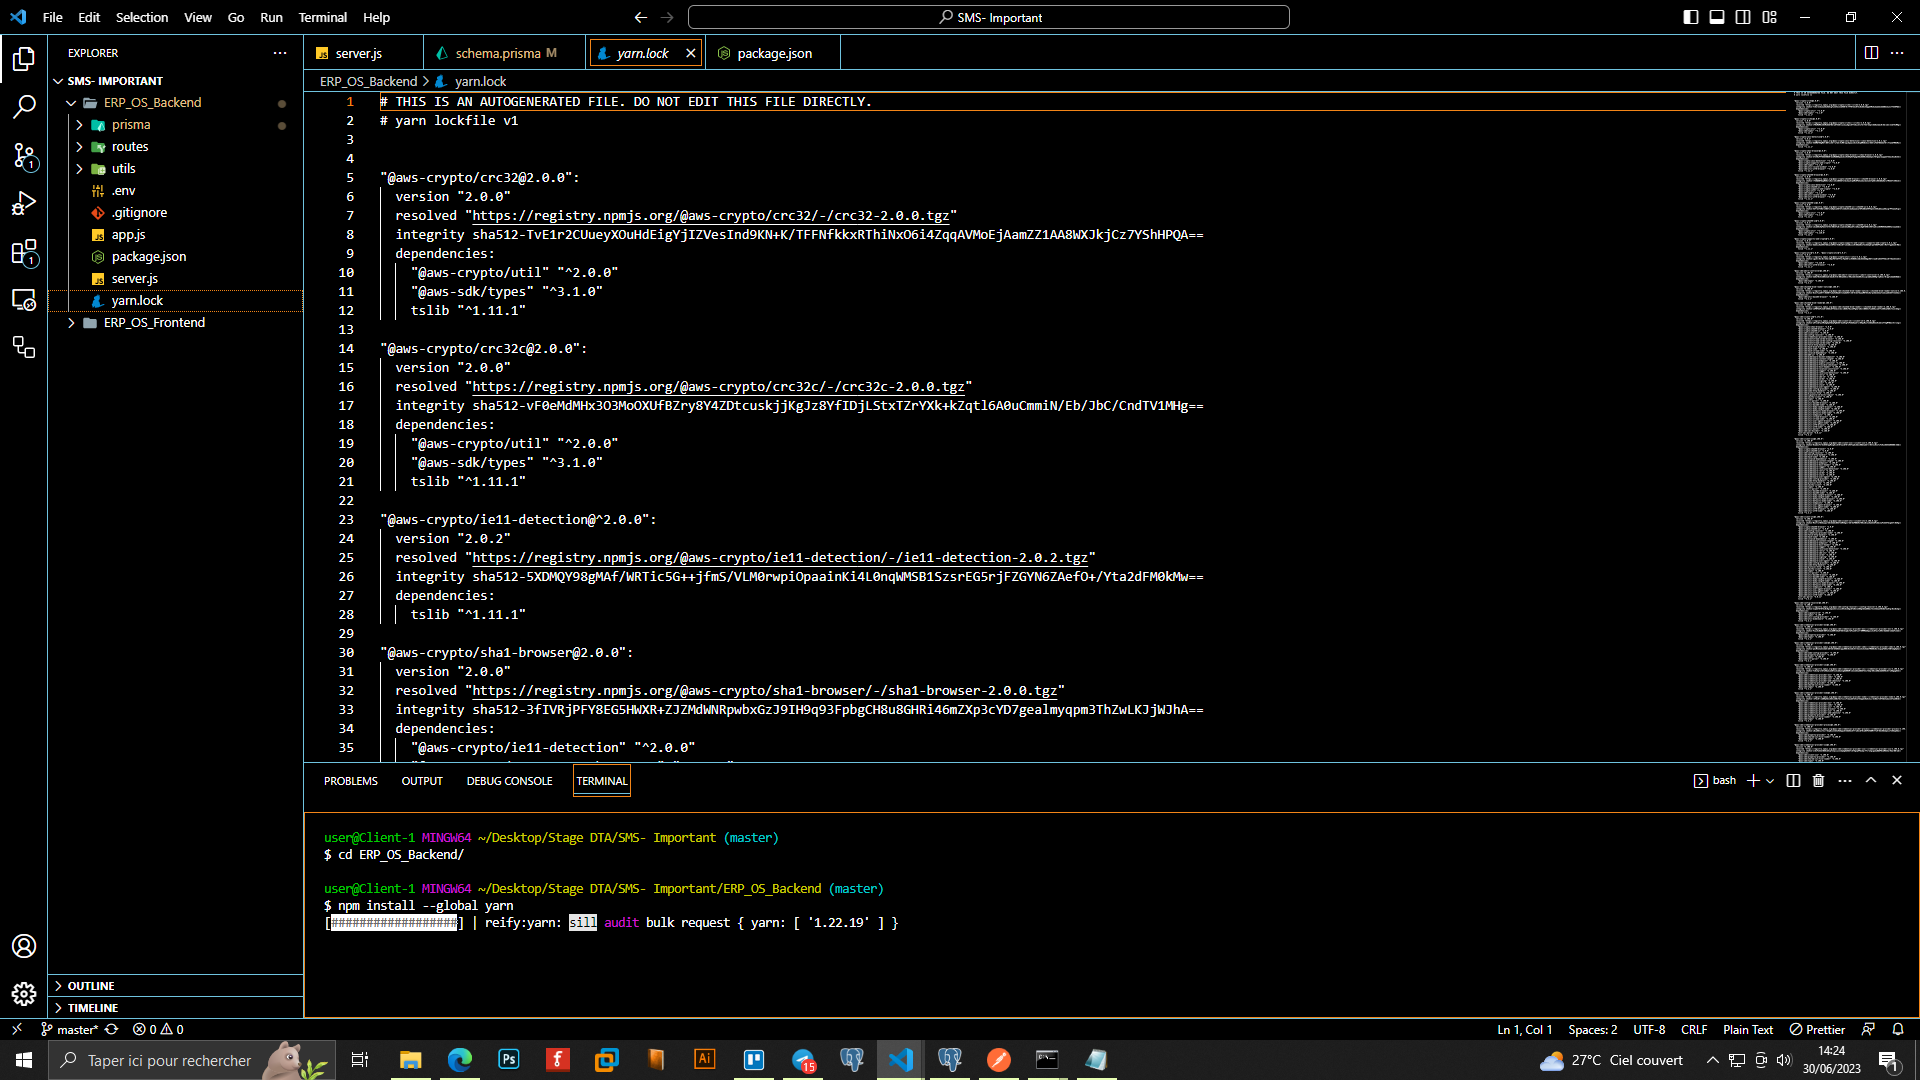 File Edit Selection View Go Run Terminal Help
SMS- Important
EXPLORER
SMS- IMPORTANT
ERP_OS_Backend
prisma
routes
utils
.env
.gitignore
app.js
package.json
server.js
yarn.lock
ERP_OS_Frontend
OUTLINE
TIMELINE
1
1
server.js
schema.prisma M
yarn.lock
package.json
ERP_OS_Backend > yarn.lock
1 # THIS IS AN AUTOGENERATED FILE. DO NOT EDIT THIS FILE DIRECTLY.
2 # yarn lockfile v1
3
4
5 "@aws-crypto/crc32@2.0.0":
6 version "2.0.0"
7 resolved "https://registry.npmjs.org/@aws-crypto/crc32/-/crc32-2.0.0.tgz"
8 integrity sha512-TvE1r2CUueyXOuHdEigYjIZVesInd9KN+K/TFFNfkkxRThiNxO6i4ZqqAVMoEjAamZZ1AA8WXJkjCz7YShHPQA==
9 dependencies:
10 "@aws-crypto/util" "^2.0.0"
11 "@aws-sdk/types" "^3.1.0"
12 tslib "^1.11.1"
13
14 "@aws-crypto/crc32c@2.0.0":
15 version "2.0.0"
16 resolved "https://registry.npmjs.org/@aws-crypto/crc32c/-/crc32c-2.0.0.tgz"
17 integrity sha512-vF0eMdMHx3O3MoOXUfBZry8Y4ZDtcuskjjKgJz8YfIDjLStxTZrYXk+kZqtl6A0uCmmiN/Eb/JbC/CndTV1MHg==
18 dependencies:
19 "@aws-crypto/util" "^2.0.0"
20 "@aws-sdk/types" "^3.1.0"
21 tslib "^1.11.1"
22
23 "@aws-crypto/ie11-detection@^2.0.0":
24 version "2.0.2"
25 resolved "https://registry.npmjs.org/@aws-crypto/ie11-detection/-/ie11-detection-2.0.2.tgz"
26 integrity sha512-5XDMQY98gMAf/WRTic5G++jfmS/VLM0rwpiOpaainKi4L0nqWMSB1SzsrEG5rjFZGYN6ZAefO+/Yta2dFM0kMw==
27 dependencies:
28 tslib "^1.11.1"
29
30 "@aws-crypto/sha1-browser@2.0.0":
31 version "2.0.0"
32 resolved "https://registry.npmjs.org/@aws-crypto/sha1-browser/-/sha1-browser-2.0.0.tgz"
33 integrity sha512-3fIVRjPFY8EG5HWXR+ZJZMdWNRpwbxGzJ9IH9q93FpbgCH8u8GHRi46mZXp3cYD7gealmyqpm3ThZwLKJjWJhA==
34 dependencies:
35 "@aws-crypto/ie11-detection" "^2.0.0"
PROBLEMS OUTPUT DEBUG CONSOLE TERMINAL
bash
user@Client-1 MINGW64 ~/Desktop/Stage DTA/SMS- Important (master)
$ cd ERP_OS_Backend/
user@Client-1 MINGW64 ~/Desktop/Stage DTA/SMS- Important/ERP_OS_Backend (master)
$ npm install --global yarn
[##################] | reify:yarn: sill audit bulk request { yarn: [ '1.22.19' ] }
master* 0 0
Ln 1, Col 1 Spaces: 2 UTF-8 CRLF Plain Text Prettier
Taper ici pour rechercher
Ps
Ai
15
27°C Ciel couvert
14:24
30/06/2023
1